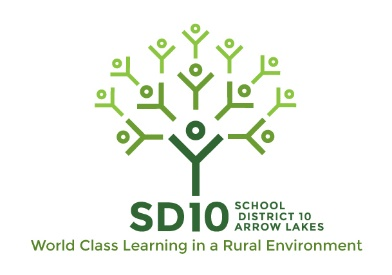 SD10
SCHOOL
DISTRICT 10
ARROW LAKES
World Class Learning in a Rural Environment